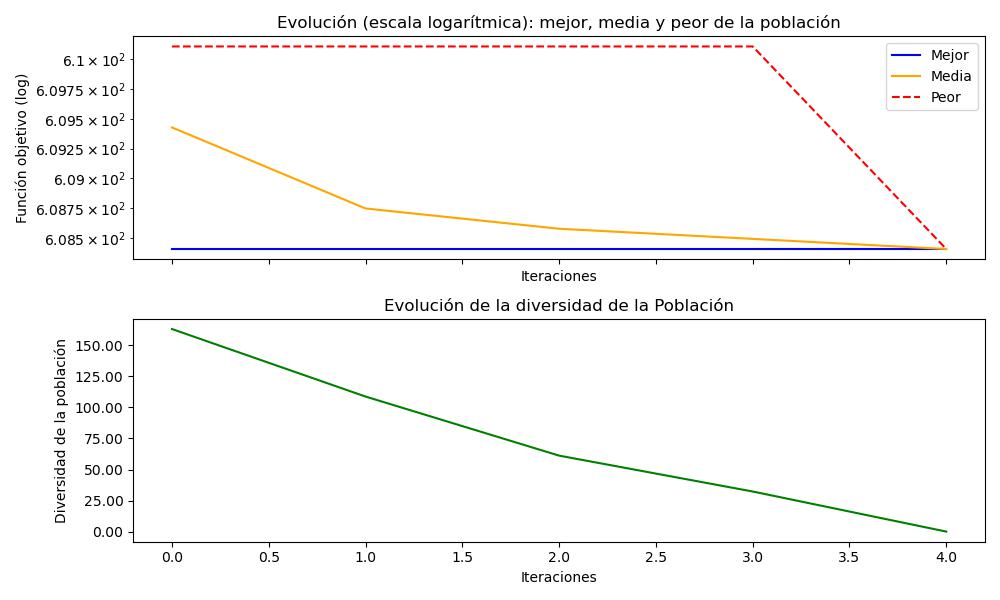 Evolución (escala logarítmica): mejor, media y peor de la población
Función objetivo (log)
6.1 × 10²
6.0975 × 10²
6.095 × 10²
6.0925 × 10²
6.09 × 10²
6.0875 × 10²
6.085 × 10²
Mejor
Media
Peor
Iteraciones
Evolución de la diversidad de la Población
Diversidad de la población
150.00
125.00
100.00
75.00
50.00
25.00
0.00
0.0 0.5 1.0 1.5 2.0 2.5 3.0 3.5 4.0
Iteraciones